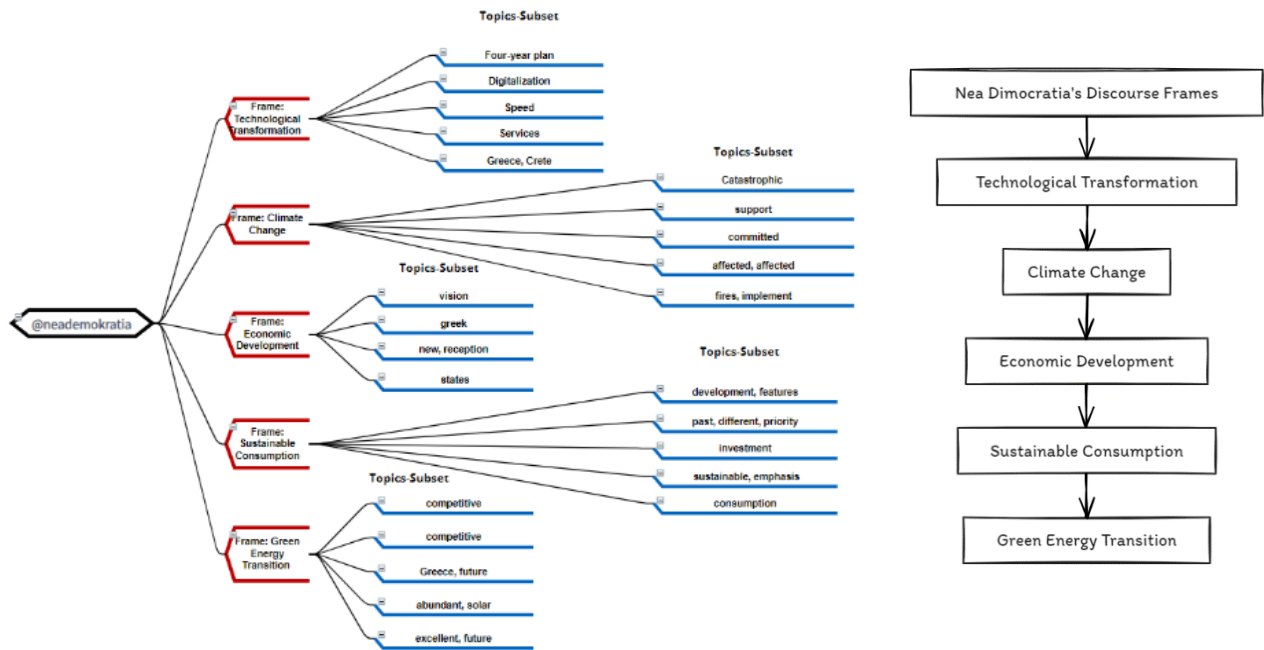 Topics-Subset
Four-year plan
Digitalization
Speed
Services
Greece, Crete
Frame:
Technological
Transformation
Topics-Subset
Catastrophic
support
committed
affected, affected
fires, implement
Frame: Climate
Change
Topics-Subset
vision
greek
new, reception
states
Frame:
Economic
Development
@neademokratia
Topics-Subset
development, features
past, different, priority
investment
sustainable, emphasis
consumption
Frame:
Sustainable
Consumption
Topics-Subset
competitive
competitive
Greece, future
abundant, solar
excellent, future
Frame: Green
Energy
Transition
Nea Dimocratia's Discourse Frames
Technological Transformation
Climate Change
Economic Development
Sustainable Consumption
Green Energy Transition